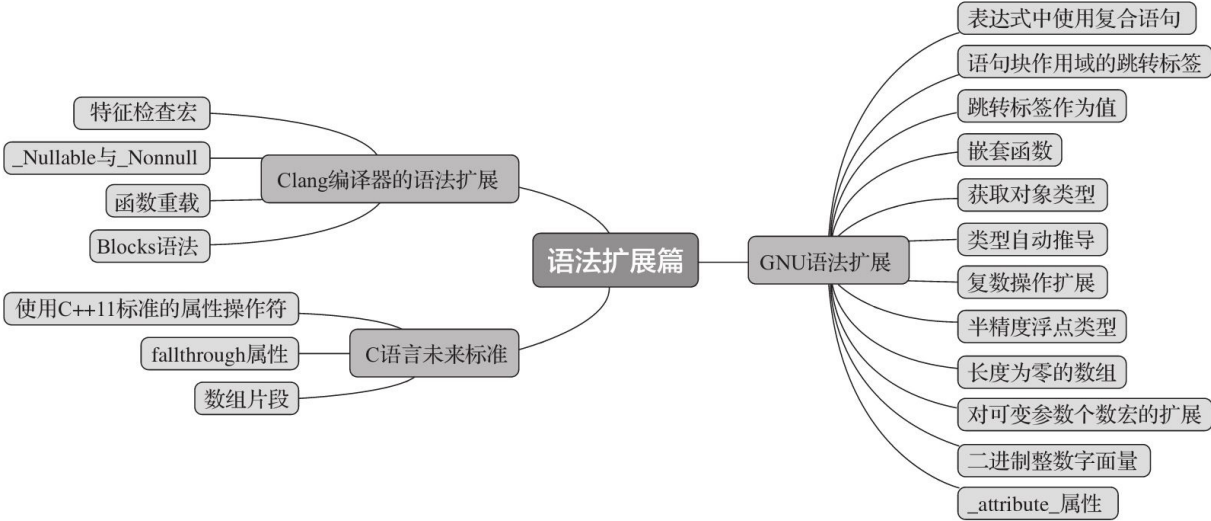 语法扩展篇
Clang编译器的语法扩展
特征检查宏
_Nullable与_Nonnull
函数重载
Blocks语法
C语言未来标准
使用C++11标准的属性操作符
fallthrough属性
数组片段
GNU语法扩展
表达式中使用复合语句
语句块作用域的跳转标签
跳转标签作为值
嵌套函数
获取对象类型
类型自动推导
复数操作扩展
半精度浮点类型
长度为零的数组
对可变参数个数宏的扩展
二进制整数字面量
_attribute_属性